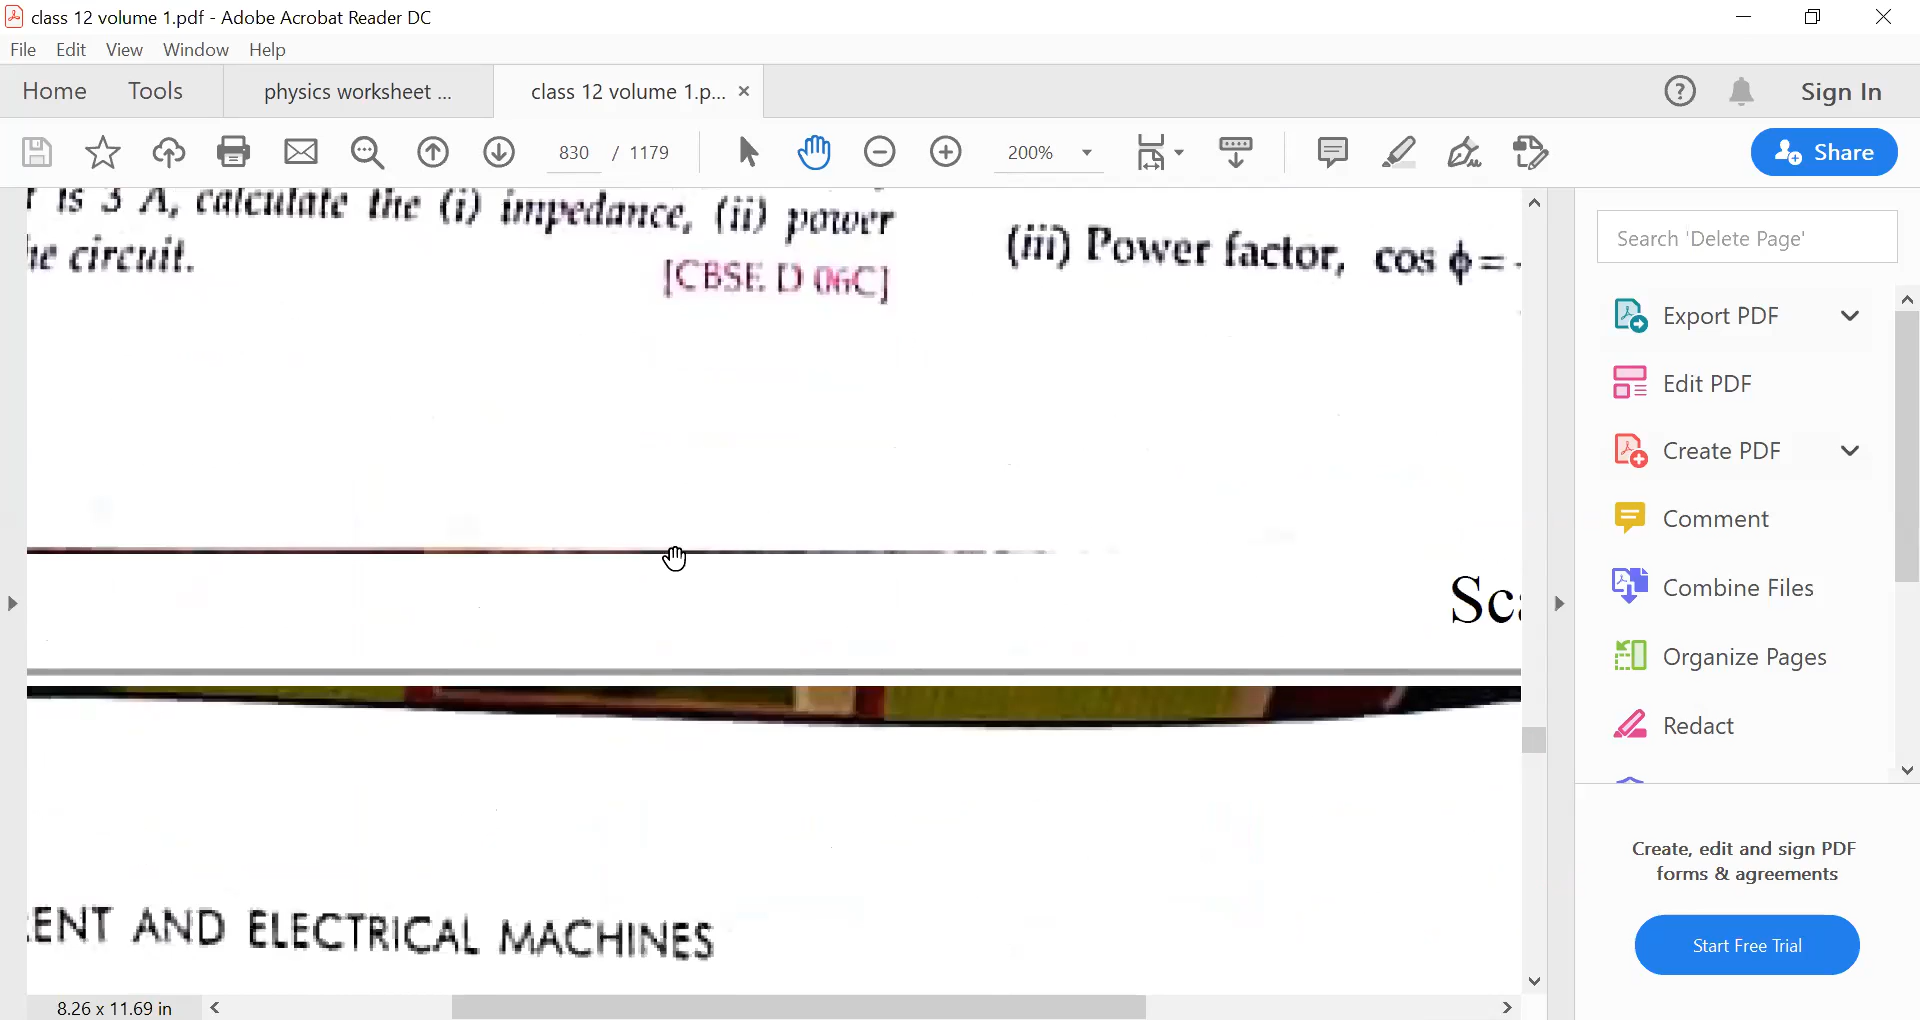 class 12 volume 1.pdf - Adobe Acrobat Reader DC
File Edit View Window Help
Home Tools physics worksheet ... class 12 volume 1.p... × Sign In
830 / 1179 200% Share
is 3 A, calculate the (i) impedance, (ii) power
circuit.
[CBSE D 06C]
(iii) Power factor, cos ϕ =
ENT AND ELECTRICAL MACHINES
8.26 x 11.69 in
Search 'Delete Page'
Export PDF
Edit PDF
Create PDF
Comment
Combine Files
Organize Pages
Redact
Create, edit and sign PDF
forms & agreements
Start Free Trial